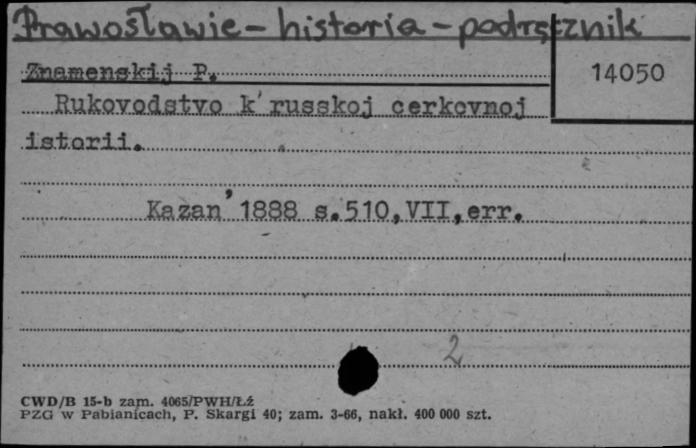 Prawosławie - historia - podręcznik
Znamenskij P.
14050
Rukovodstvo k'russkoj cerkovnoj
istorii.
Kazan' 1888 s.510,VII,err.
2
CWD/B 15-b zam. 4065/PWH/Łź
PZG w Pabianicach, P. Skargi 40; zam. 3-66, nakł. 400 000 szt.